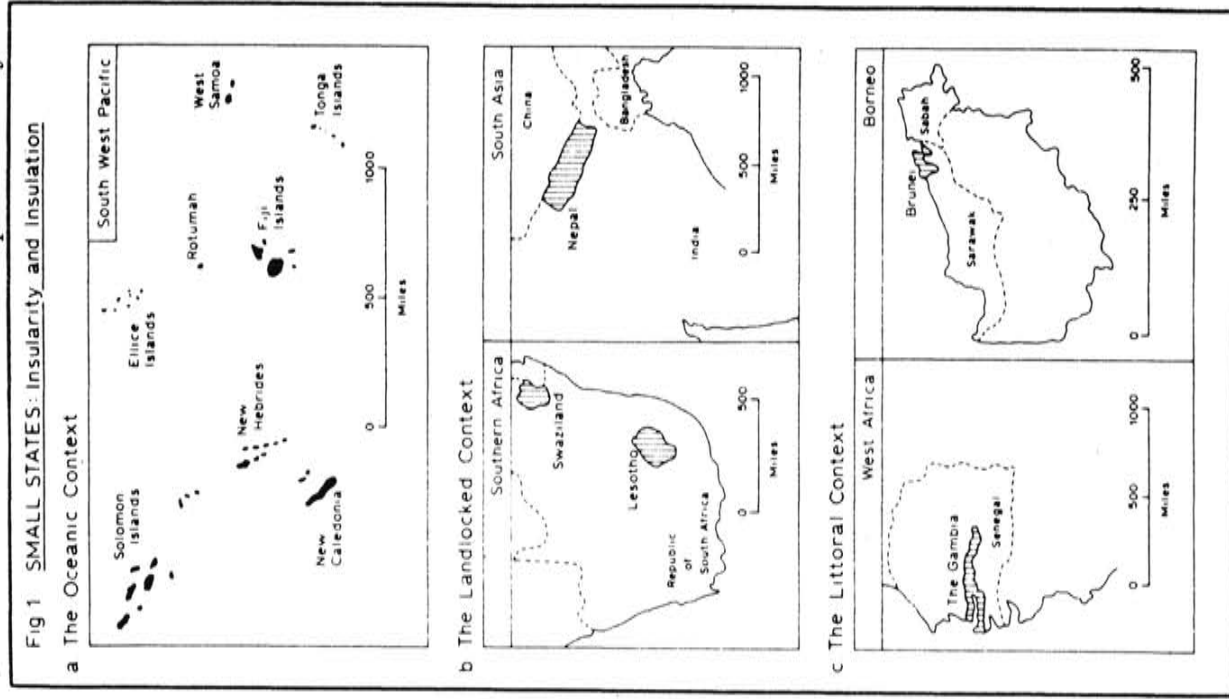 Fig 1 SMALL STATES: Insularity and Insulation
a The Oceanic Context
South West Pacific
Solomon
Islands
Ellice
Islands
Rotumah
West
Samoa
New
Hebrides
Fiji
Islands
Tonga
Islands
New
Caledonia
0 500 1000
Miles
b The Landlocked Context
Southern Africa
Swaziland
Lesotho
Republic
of
South Africa
0 500
Miles
South Asia
China
Nepal
Bangladesh
India
0 500 1000
Miles
c The Littoral Context
West Africa
The Gambia
Senegal
0 500 1000
Miles
Borneo
Brunei
Sabah
Sarawak
0 250 500
Miles